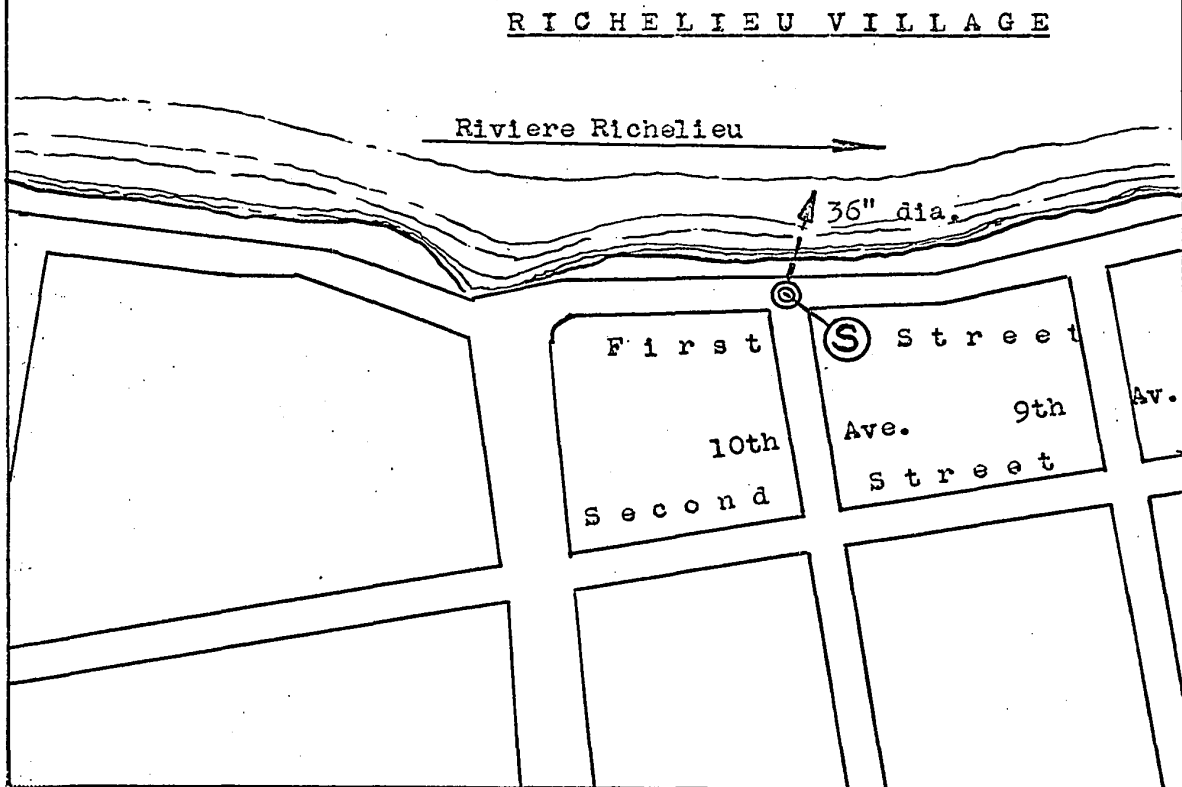 RICHELIEU VILLAGE
Riviere Richelieu
36" dia.
S
First Street
10th Ave. 9th Av.
Second Street